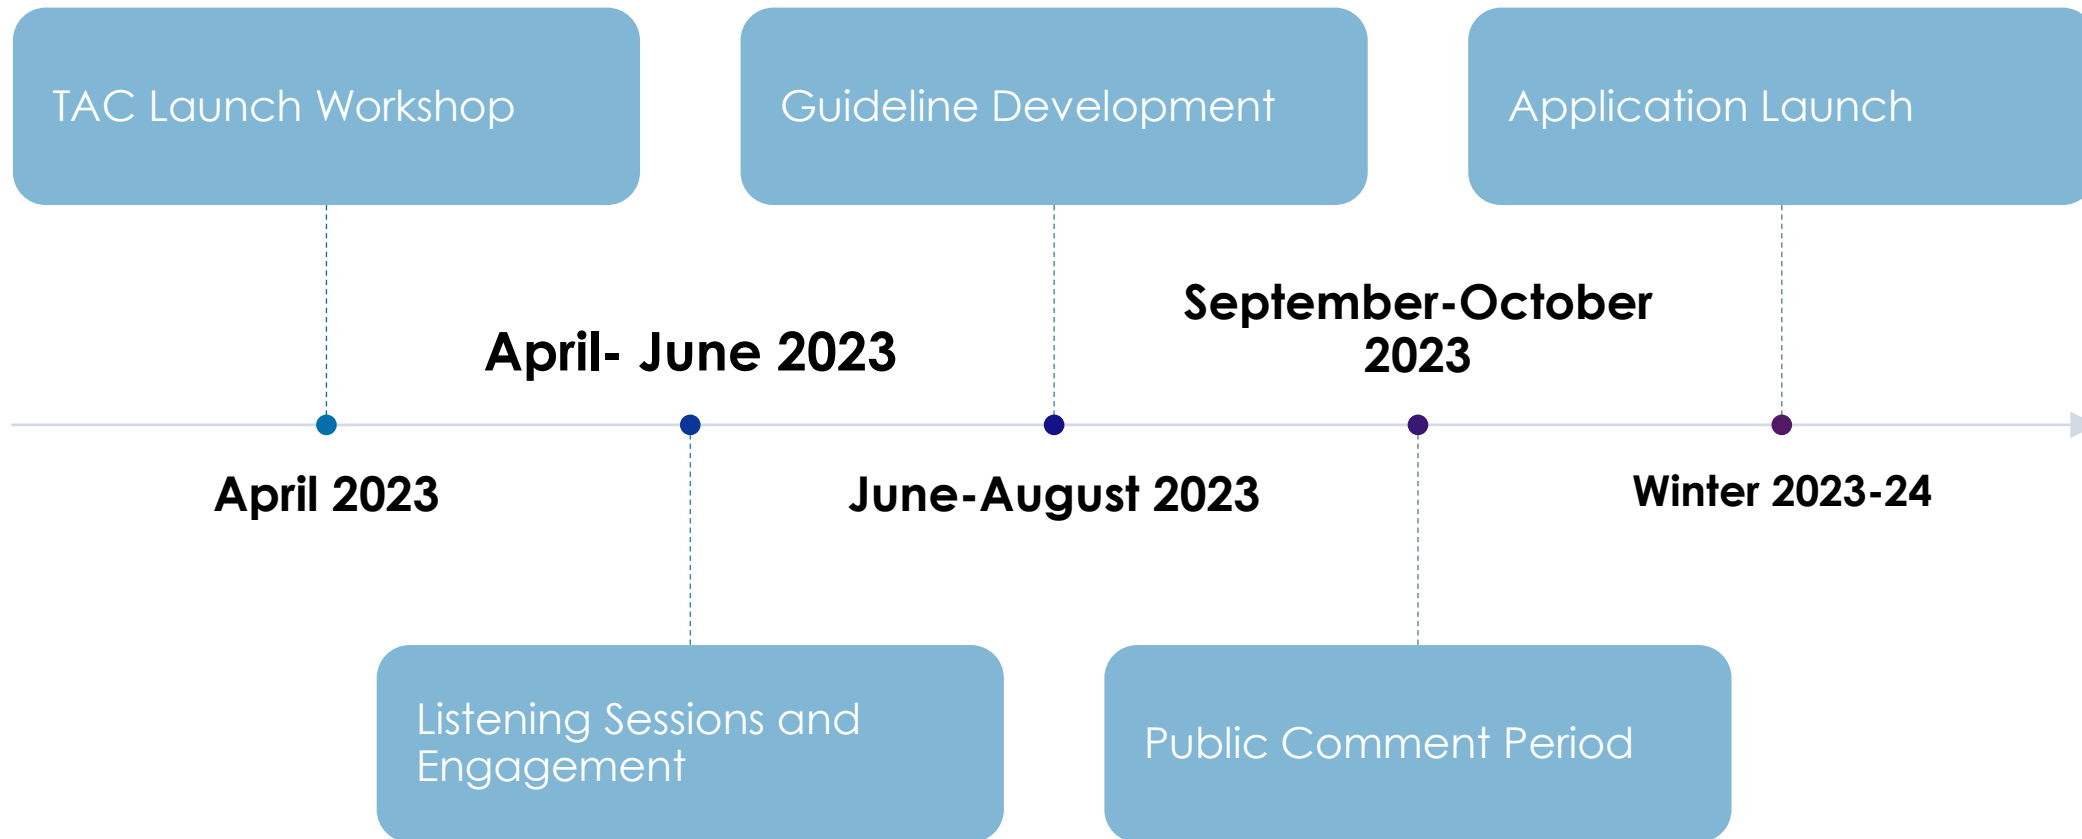 TAC Launch Workshop
Guideline Development
Application Launch
September-October
2023
April- June 2023
April 2023
June-August 2023
Winter 2023-24
Listening Sessions and
Engagement
Public Comment Period